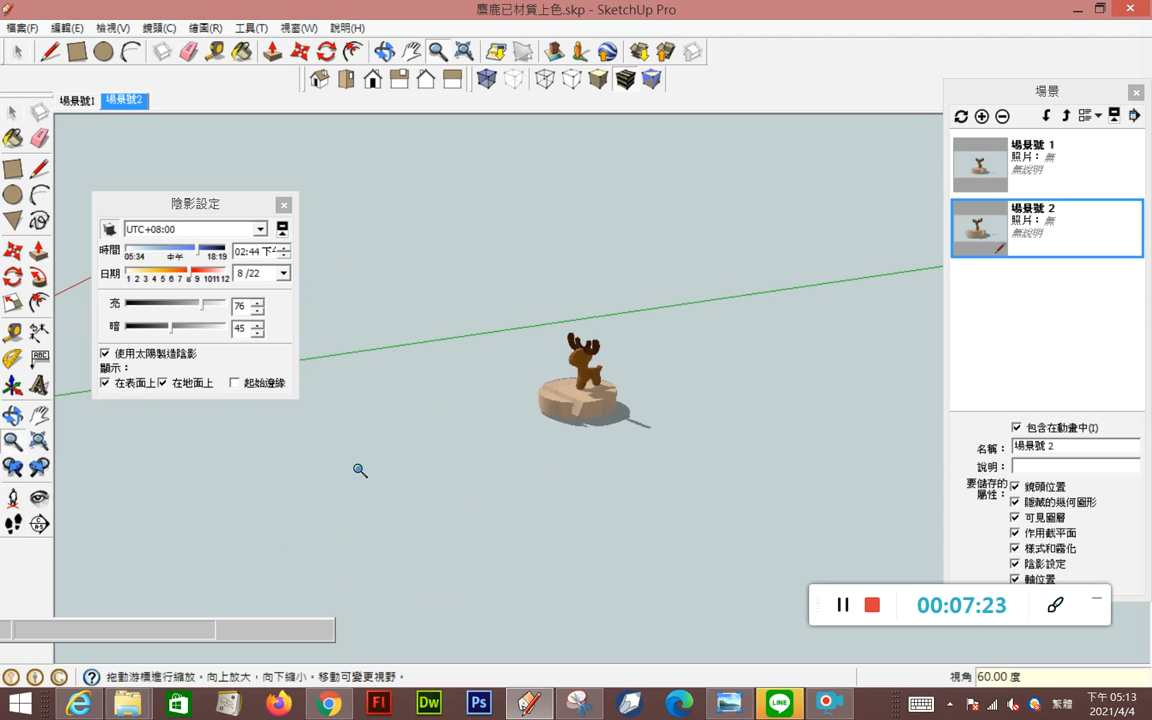 麋鹿已材質上色.skp - SketchUp Pro
檔案(F) 編輯(E) 檢視(V) 鏡頭(C) 繪圖(R) 工具(T) 視窗(W) 說明(H)
場景號1 場景號2
陰影設定
UTC+08:00
時間 05:34 中午 18:19 02:44 下午
日期 1 2 3 4 5 6 7 8 9 10 11 12 8 /22
亮 76
暗 45
使用太陽製造陰影
顯示：
在表面上 在地面上 起始邊緣
場景
場景號 1
照片： 無
無說明
場景號 2
照片： 無
無說明
包含在動畫中(I)
名稱： 場景號 2
說明：
要儲存的屬性：
鏡頭位置
隱藏的幾何圖形
可見圖層
作用截平面
樣式和霧化
陰影設定
軸位置
00:07:23
拖動游標進行縮放。向上放大，向下縮小。移動可變更視野。
視角 60.00 度
ABC
Fl Dw Ps LINE
繁體
下午 05:13
2021/4/4